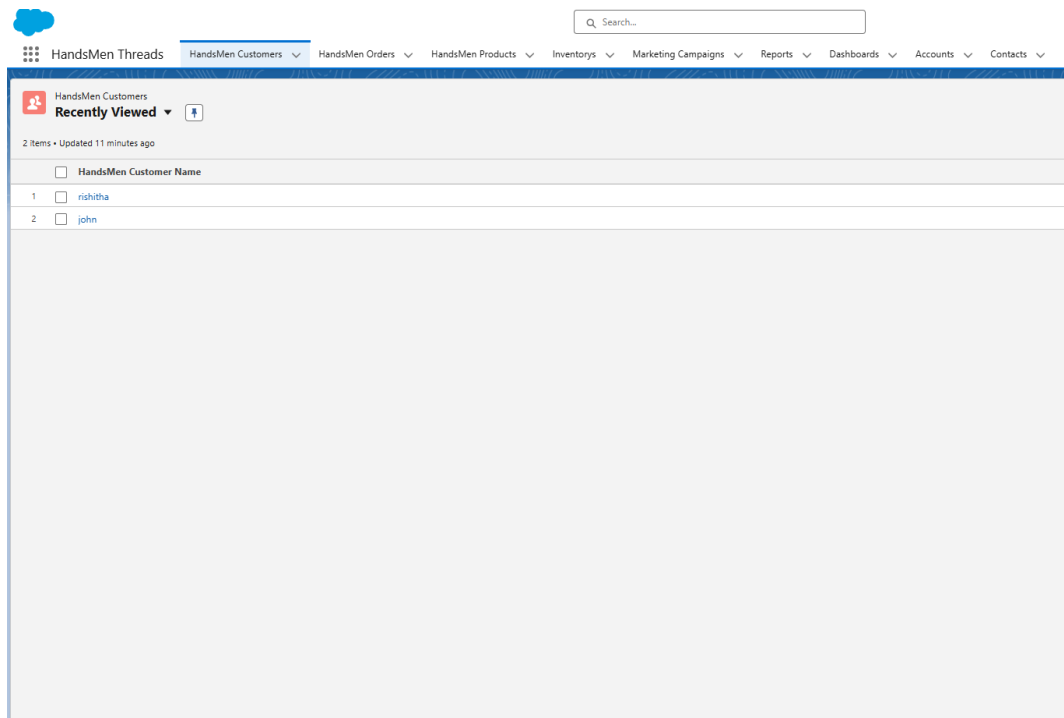 Search...
HandsMen Threads HandsMen Customers HandsMen Orders HandsMen Products Inventorys Marketing Campaigns Reports Dashboards Accounts Contacts
HandsMen Customers
Recently Viewed
2 items • Updated 11 minutes ago
HandsMen Customer Name
1 rishitha
2 john